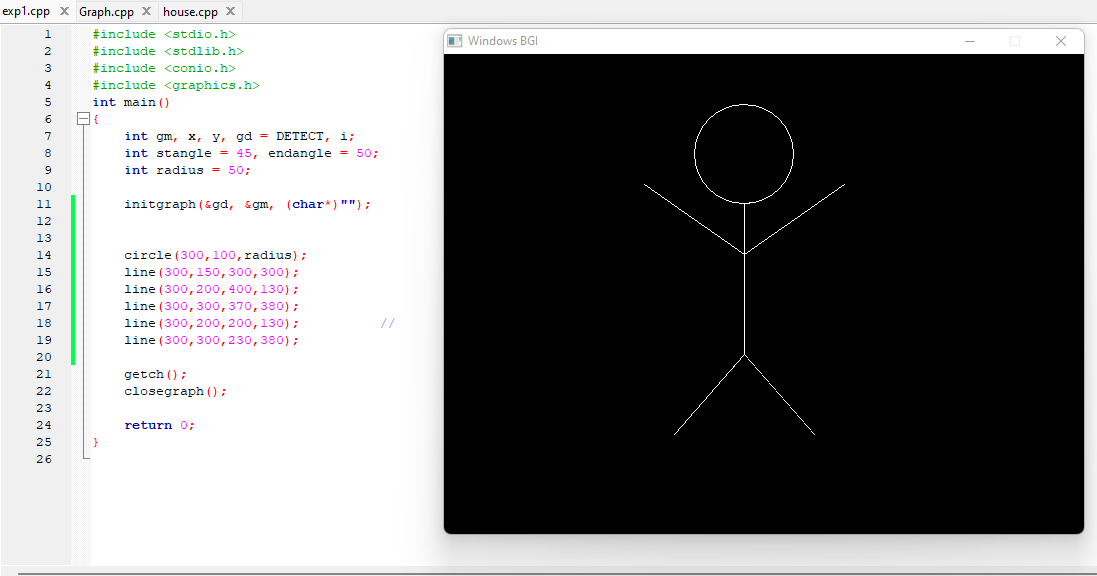 exp1.cpp Graph.cpp house.cpp
Windows BGI
1 #include <stdio.h>
2 #include <stdlib.h>
3 #include <conio.h>
4 #include <graphics.h>
5 int main()
6 {
7 int gm, x, y, gd = DETECT, i;
8 int stangle = 45, endangle = 50;
9 int radius = 50;
10
11 initgraph(&gd, &gm, (char*)"");
12
13
14 circle(300,100,radius);
15 line(300,150,300,300);
16 line(300,200,400,130);
17 line(300,300,370,380);
18 line(300,200,200,130); //
19 line(300,300,230,380);
20
21 getch();
22 closegraph();
23
24 return 0;
25 }
26